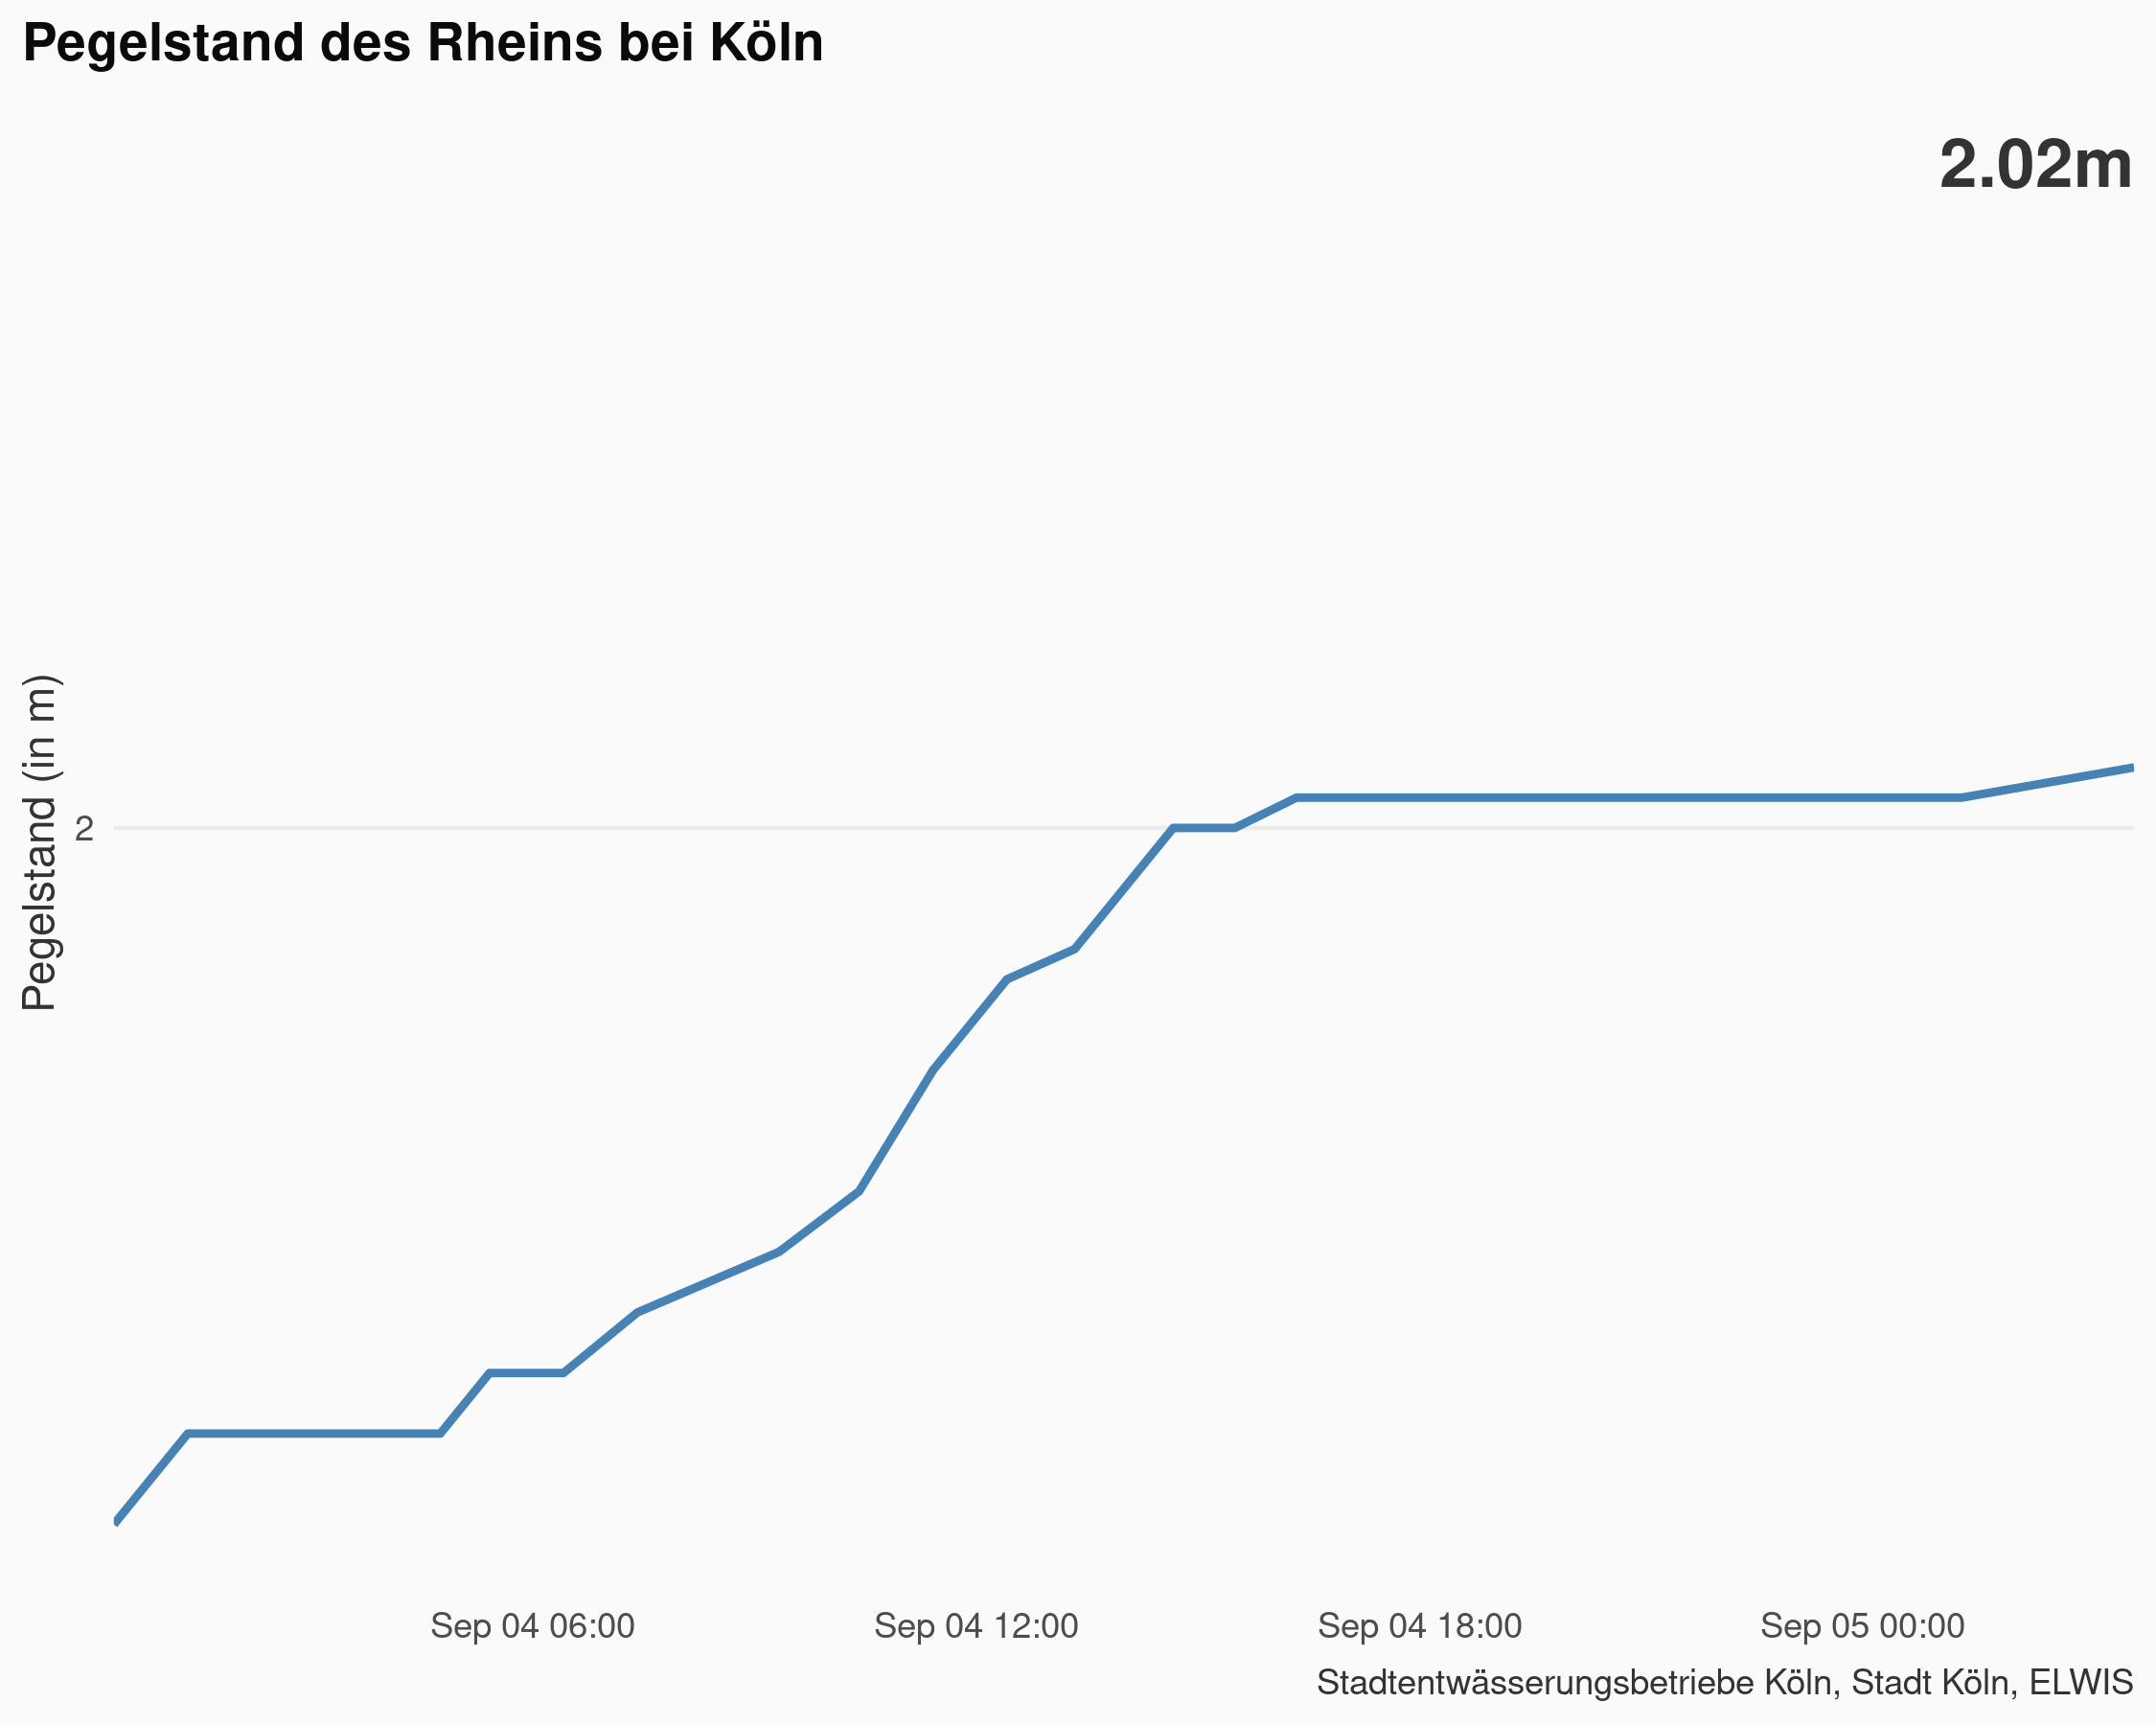 Pegelstand des Rheins bei Köln
2.02m
Pegelstand (in m)
2
Sep 04 06:00
Sep 04 12:00
Sep 04 18:00
Sep 05 00:00
Stadtentwässerungsbetriebe Köln, Stadt Köln, ELWIS